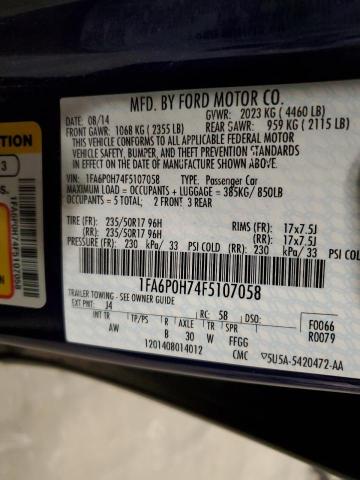 MFD. BY FORD MOTOR CO.
DATE: 08/14 GVWR: 2023 KG ( 4460 LB)
FRONT GAWR: 1068 KG ( 2355 LB) REAR GAWR: 959 KG ( 2115 LB)
THIS VEHICLE CONFORMS TO ALL APPLICABLE FEDERAL MOTOR
VEHICLE SAFETY, BUMPER, AND THEFT PREVENTION STANDARDS
IN EFFECT ON THE DATE OF MANUFACTURE SHOWN ABOVE.
VIN: 1FA6P0H74F5107058 TYPE: Passenger Car
MAXIMUM LOAD = OCCUPANTS + LUGGAGE = 385KG / 850LB
OCCUPANTS = 5 TOTAL: 2 FRONT 3 REAR
TIRE (FR): 235/50R17 96H RIMS (FR): 17x7.5J
(RR): 235/50R17 96H (RR): 17x7.5J
PRESSURE (FR): 230 kPa/ 33 PSI COLD (RR): 230 kPa/ 33 PSI COLD
1FA6P0H74F5107058
TRAILER TOWING - SEE OWNER GUIDE
EXT PNT: J4 RC: 5B DSO: F0066
INT TR TP/PS R AXLE TR SPR R0079
AW B 30 W FFGG
1201408014012 CMC 5U5A-5420472-AA
1FA6P0H74F5107058